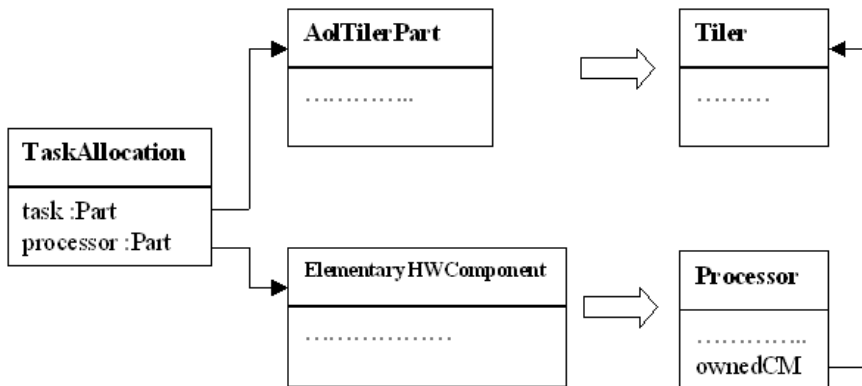 AolTilerPart
…………..
Tiler
………
TaskAllocation
task :Part
processor :Part
ElementaryHWComponent
………………
Processor
…………..
ownedCM